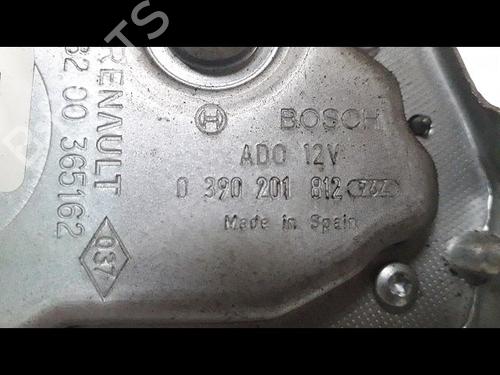 BOSCH
ADO 12V
0 390 201 812
Made in Spain
RENAULT
82 00 365162
037